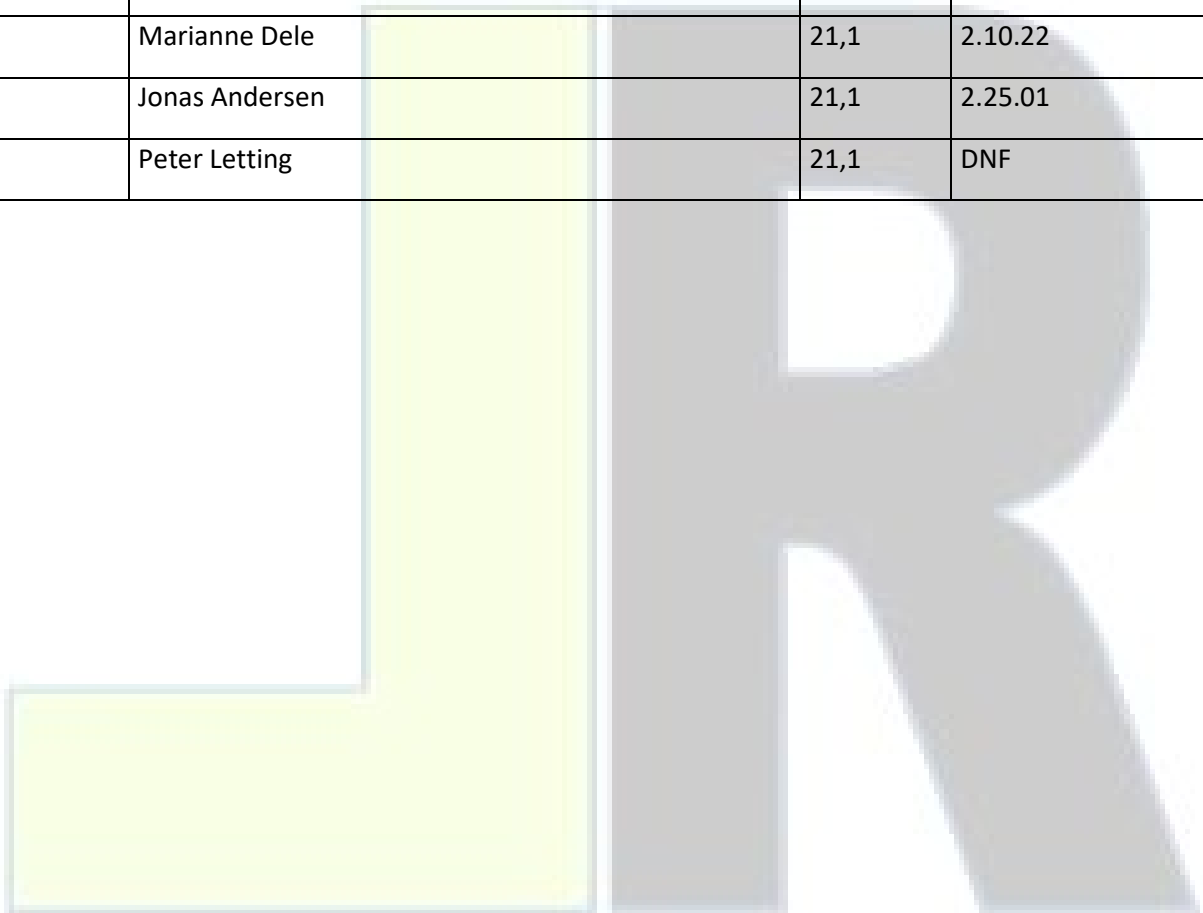 Marianne Dele 21,1 2.10.22
Jonas Andersen 21,1 2.25.01
Peter Letting 21,1 DNF
JR